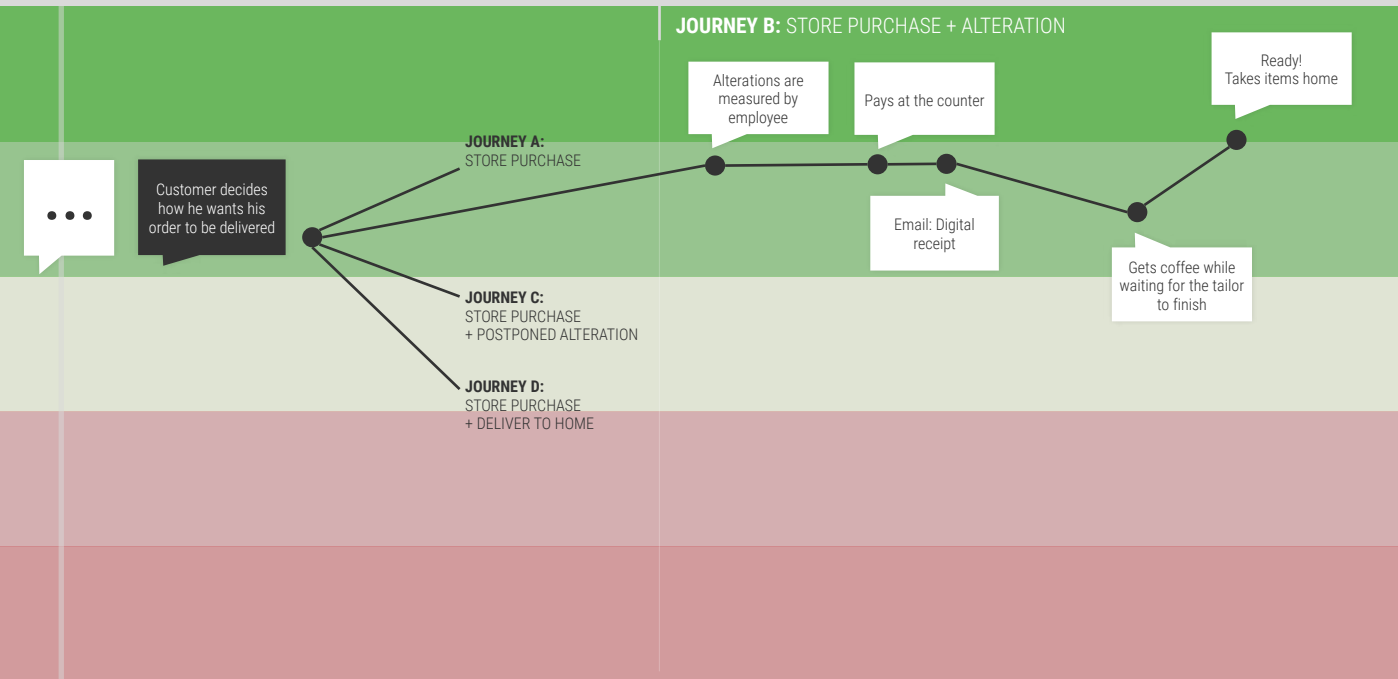 JOURNEY B: STORE PURCHASE + ALTERATION
Ready!
Takes items home
Alterations are
measured by
employee
Pays at the counter
JOURNEY A:
STORE PURCHASE
Customer decides
how he wants his
order to be delivered
Email: Digital
receipt
Gets coffee while
waiting for the tailor
to finish
JOURNEY C:
STORE PURCHASE
+ POSTPONED ALTERATION
JOURNEY D:
STORE PURCHASE
+ DELIVER TO HOME